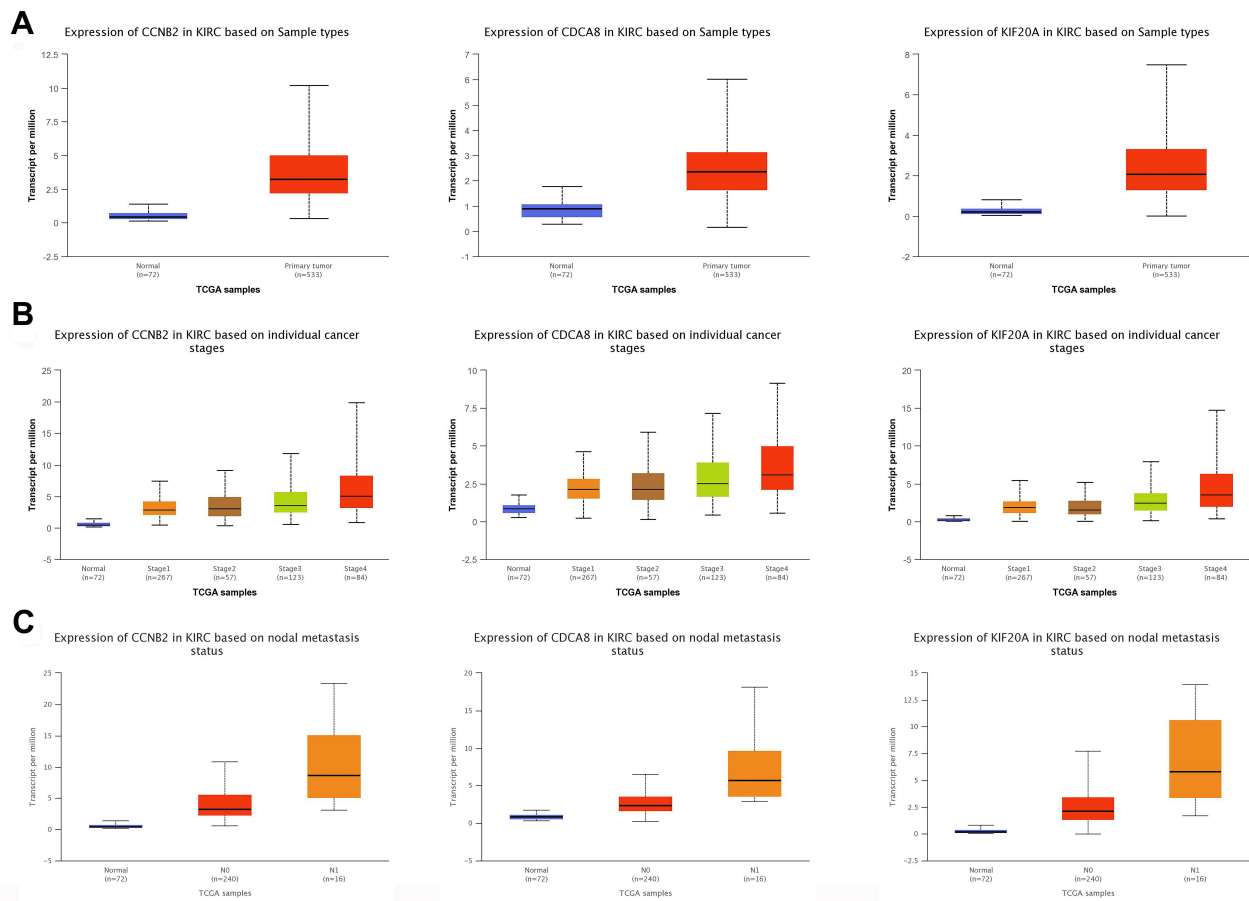 A
Expression of CCNB2 in KIRC based on Sample types
Transcript per million
12.5
10
5
2.5
0
-2.5
Normal
(n=72)
Primary tumor
(n=533)
TCGA samples
Expression of CDCA8 in KIRC based on Sample types
Transcript per million
7
6
5
4
3
2
1
0
-1
Normal
(n=72)
Primary tumor
(n=533)
TCGA samples
Expression of KIF20A in KIRC based on Sample types
Transcript per million
8
6
4
2
0
-2
Normal
(n=72)
Primary tumor
(n=533)
TCGA samples
B
Expression of CCNB2 in KIRC based on individual cancer
stages
Transcript per million
25
20
15
10
5
0
-5
Normal
(n=72)
Stage1
(n=267)
Stage2
(n=57)
Stage3
(n=123)
Stage4
(n=84)
TCGA samples
Expression of CDCA8 in KIRC based on individual cancer
stages
Transcript per million
10
7.5
5
2.5
0
-2.5
Normal
(n=72)
Stage1
(n=267)
Stage2
(n=57)
Stage3
(n=123)
Stage4
(n=84)
TCGA samples
Expression of KIF20A in KIRC based on individual cancer
stages
Transcript per million
20
15
10
5
0
-5
Normal
(n=72)
Stage1
(n=267)
Stage2
(n=57)
Stage3
(n=123)
Stage4
(n=84)
TCGA samples
C
Expression of CCNB2 in KIRC based on nodal metastasis
status
Transcript per million
25
20
15
10
5
0
-5
Normal
(n=72)
N0
(n=240)
N1
(n=16)
TCGA samples
Expression of CDCA8 in KIRC based on nodal metastasis
status
Transcript per million
20
15
10
5
0
-5
Normal
(n=72)
N0
(n=240)
N1
(n=16)
TCGA samples
Expression of KIF20A in KIRC based on nodal metastasis
status
Transcript per million
15
12.5
10
7.5
5
2.5
0
-2.5
Normal
(n=72)
N0
(n=240)
N1
(n=16)
TCGA samples